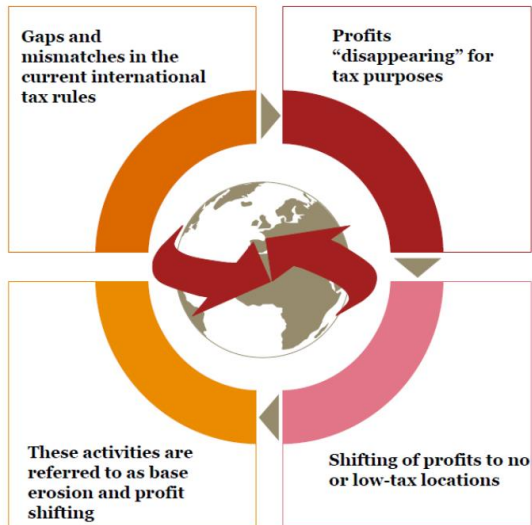 Gaps and
mismatches in the
current international
tax rules
Profits
“disappearing” for
tax purposes
Shifting of profits to no
or low-tax locations
These activities are
referred to as base
erosion and profit
shifting